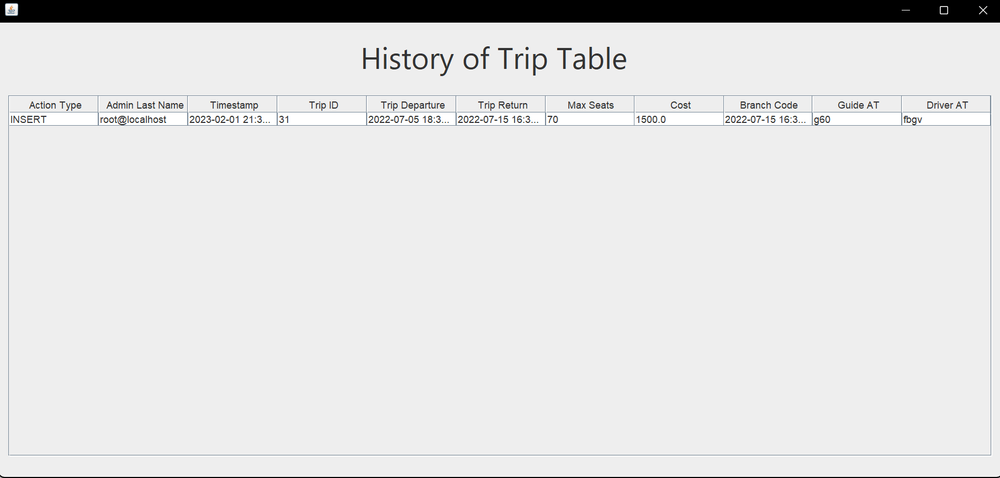 History of Trip Table
Action Type Admin Last Name Timestamp Trip ID Trip Departure Trip Return Max Seats Cost Branch Code Guide AT Driver AT
INSERT root@localhost 2023-02-01 21:3... 31 2022-07-05 18:3... 2022-07-15 16:3... 70 1500.0 2022-07-15 16:3... g60 fbgv